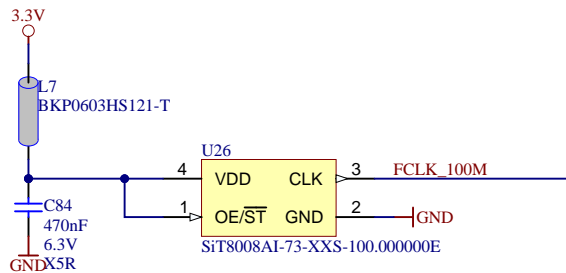 3.3V
L7
BKP0603HS121-T
U26
4 VDD CLK 3 FCLK_100M
1 OE/ST GND 2 GND
C84
470nF
6.3V
X5R
GND
SiT8008AI-73-XXS-100.000000E